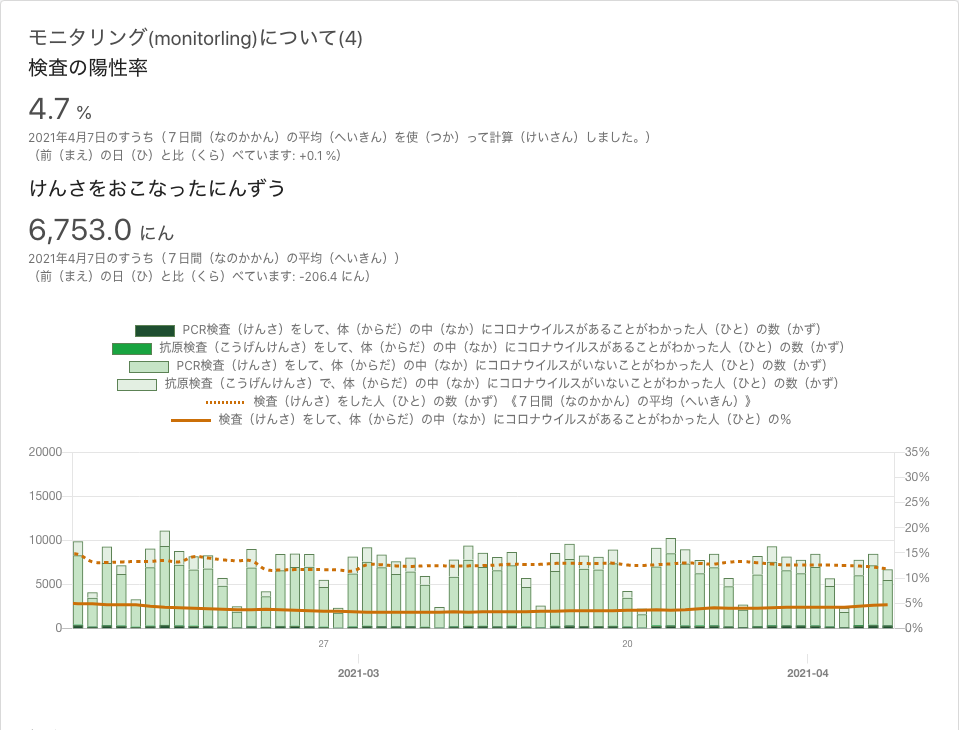 モニタリング(monitorling)について(4)
検査の陽性率
4.7 %
2021年4月7日のすうち（７日間（なのかかん）の平均（へいきん）を使（つか）って計算（けいさん）しました。）
（前（まえ）の日（ひ）と比（くら）べています: +0.1 %）
けんさをおこなったにんずう
6,753.0 にん
2021年4月7日のすうち（７日間（なのかかん）の平均（へいきん））
（前（まえ）の日（ひ）と比（くら）べています: -206.4 にん）
PCR検査（けんさ）をして、体（からだ）の中（なか）にコロナウイルスがあることがわかった人（ひと）の数（かず）
抗原検査（こうげんけんさ）をして、体（からだ）の中（なか）にコロナウイルスがあることがわかった人（ひと）の数（かず）
PCR検査（けんさ）をして、体（からだ）の中（なか）にコロナウイルスがいないことがわかった人（ひと）の数（かず）
抗原検査（こうげんけんさ）で、体（からだ）の中（なか）にコロナウイルスがいないことがわかった人（ひと）の数（かず）
検査（けんさ）をした人（ひと）の数（かず）《７日間（なのかかん）の平均（へいきん）》
検査（けんさ）をして、体（からだ）の中（なか）にコロナウイルスがあることがわかった人（ひと）の%
20000 35%
30%
15000 25%
20%
10000 15%
10%
5000 5%
0 0%
27 20
2021-03 2021-04